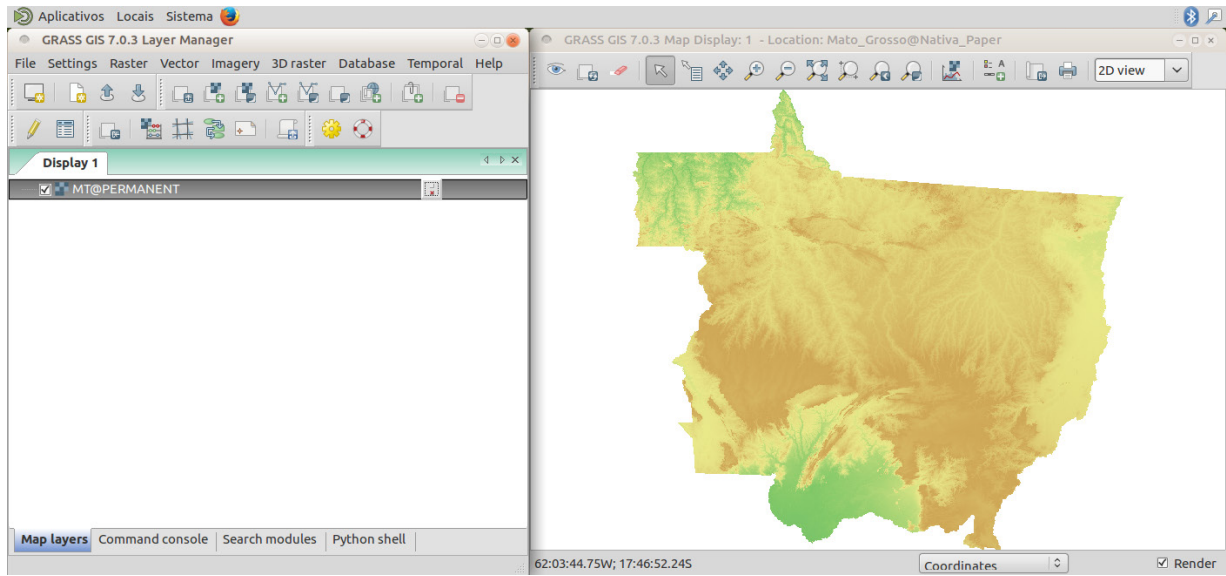 Aplicativos Locais Sistema
GRASS GIS 7.0.3 Layer Manager
File Settings Raster Vector Imagery 3D raster Database Temporal Help
Display 1
MT@PERMANENT
Map layers Command console Search modules Python shell
GRASS GIS 7.0.3 Map Display: 1 - Location: Mato_Grosso@Nativa_Paper
2D view
62:03:44.75W; 17:46:52.24S
Coordinates
Render